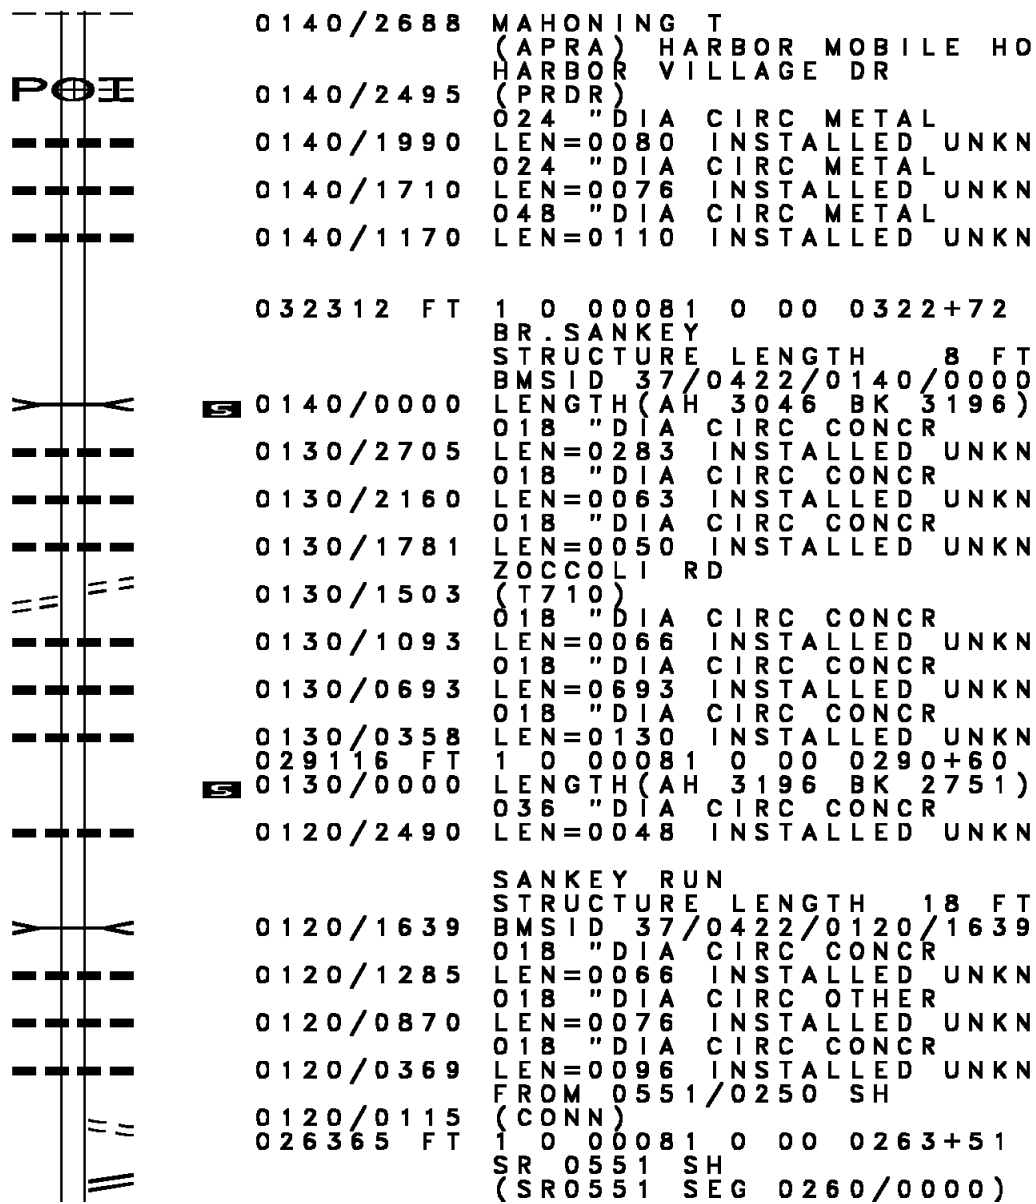 0140/2688 MAHONING T
(APRA) HARBOR MOBILE HO
HARBOR VILLAGE DR
POI 0140/2495 (PRDR)
024 "DIA CIRC METAL
0140/1990 LEN=0080 INSTALLED UNKN
024 "DIA CIRC METAL
0140/1710 LEN=0076 INSTALLED UNKN
048 "DIA CIRC METAL
0140/1170 LEN=0110 INSTALLED UNKN
032312 FT 1 0 00081 0 00 0322+72
BR.SANKEY
STRUCTURE LENGTH 8 FT
BMSID 37/0422/0140/0000
S 0140/0000 LENGTH(AH 3046 BK 3196)
018 "DIA CIRC CONCR
0130/2705 LEN=0283 INSTALLED UNKN
018 "DIA CIRC CONCR
0130/2160 LEN=0063 INSTALLED UNKN
018 "DIA CIRC CONCR
0130/1781 LEN=0050 INSTALLED UNKN
ZOCCOLI RD
0130/1503 (T710)
018 "DIA CIRC CONCR
0130/1093 LEN=0066 INSTALLED UNKN
018 "DIA CIRC CONCR
0130/0693 LEN=0693 INSTALLED UNKN
018 "DIA CIRC CONCR
0130/0358 LEN=0130 INSTALLED UNKN
029116 FT 1 0 00081 0 00 0290+60
S 0130/0000 LENGTH(AH 3196 BK 2751)
036 "DIA CIRC CONCR
0120/2490 LEN=0048 INSTALLED UNKN
SANKEY RUN
STRUCTURE LENGTH 18 FT
0120/1639 BMSID 37/0422/0120/1639
018 "DIA CIRC CONCR
0120/1285 LEN=0066 INSTALLED UNKN
018 "DIA CIRC OTHER
0120/0870 LEN=0076 INSTALLED UNKN
018 "DIA CIRC CONCR
0120/0369 LEN=0096 INSTALLED UNKN
FROM 0551/0250 SH
0120/0115 (CONN)
026365 FT 1 0 00081 0 00 0263+51
SR 0551 SH
(SR0551 SEG 0260/0000)